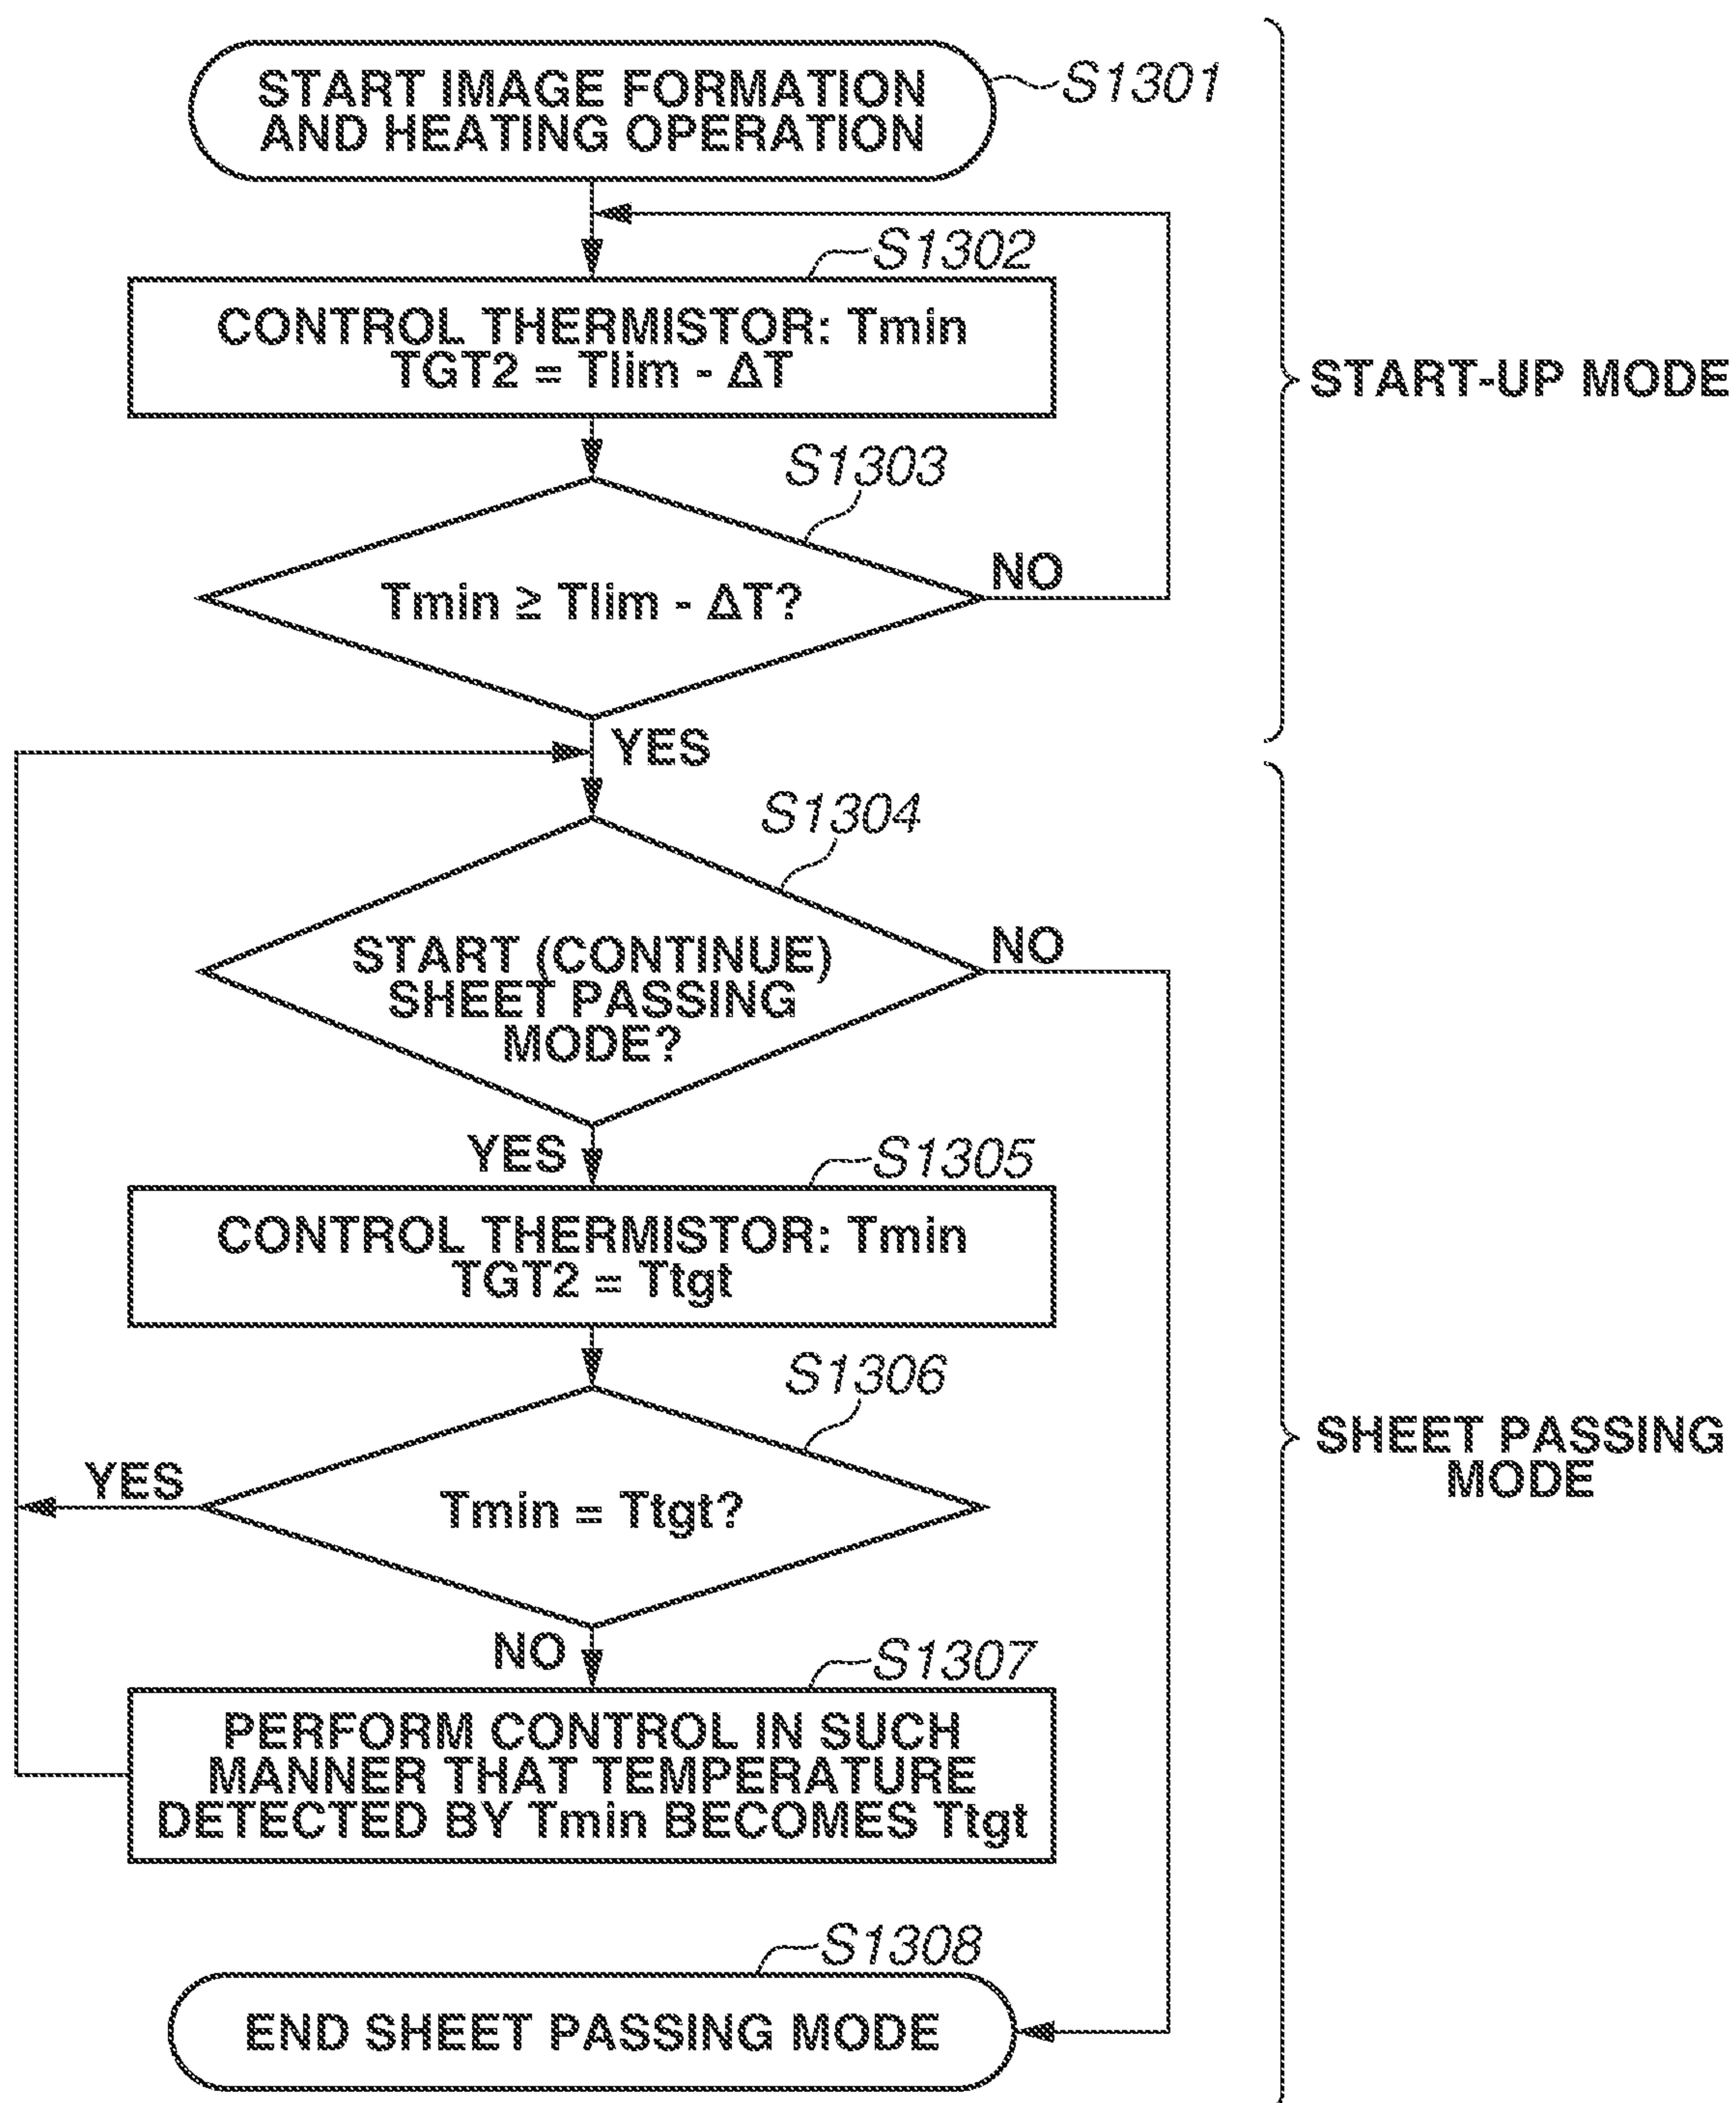 START IMAGE FORMATION
AND HEATING OPERATION
S1301
S1302
CONTROL THERMISTOR: Tmin
TGT2 = Tlim - ΔT
START-UP MODE
S1303
Tmin ≥ Tlim - ΔT?
NO
YES
S1304
START (CONTINUE)
SHEET PASSING
MODE?
NO
YES
S1305
CONTROL THERMISTOR: Tmin
TGT2 = Ttgt
S1306
SHEET PASSING
MODE
YES
Tmin = Ttgt?
NO
S1307
PERFORM CONTROL IN SUCH
MANNER THAT TEMPERATURE
DETECTED BY Tmin BECOMES Ttgt
S1308
END SHEET PASSING MODE